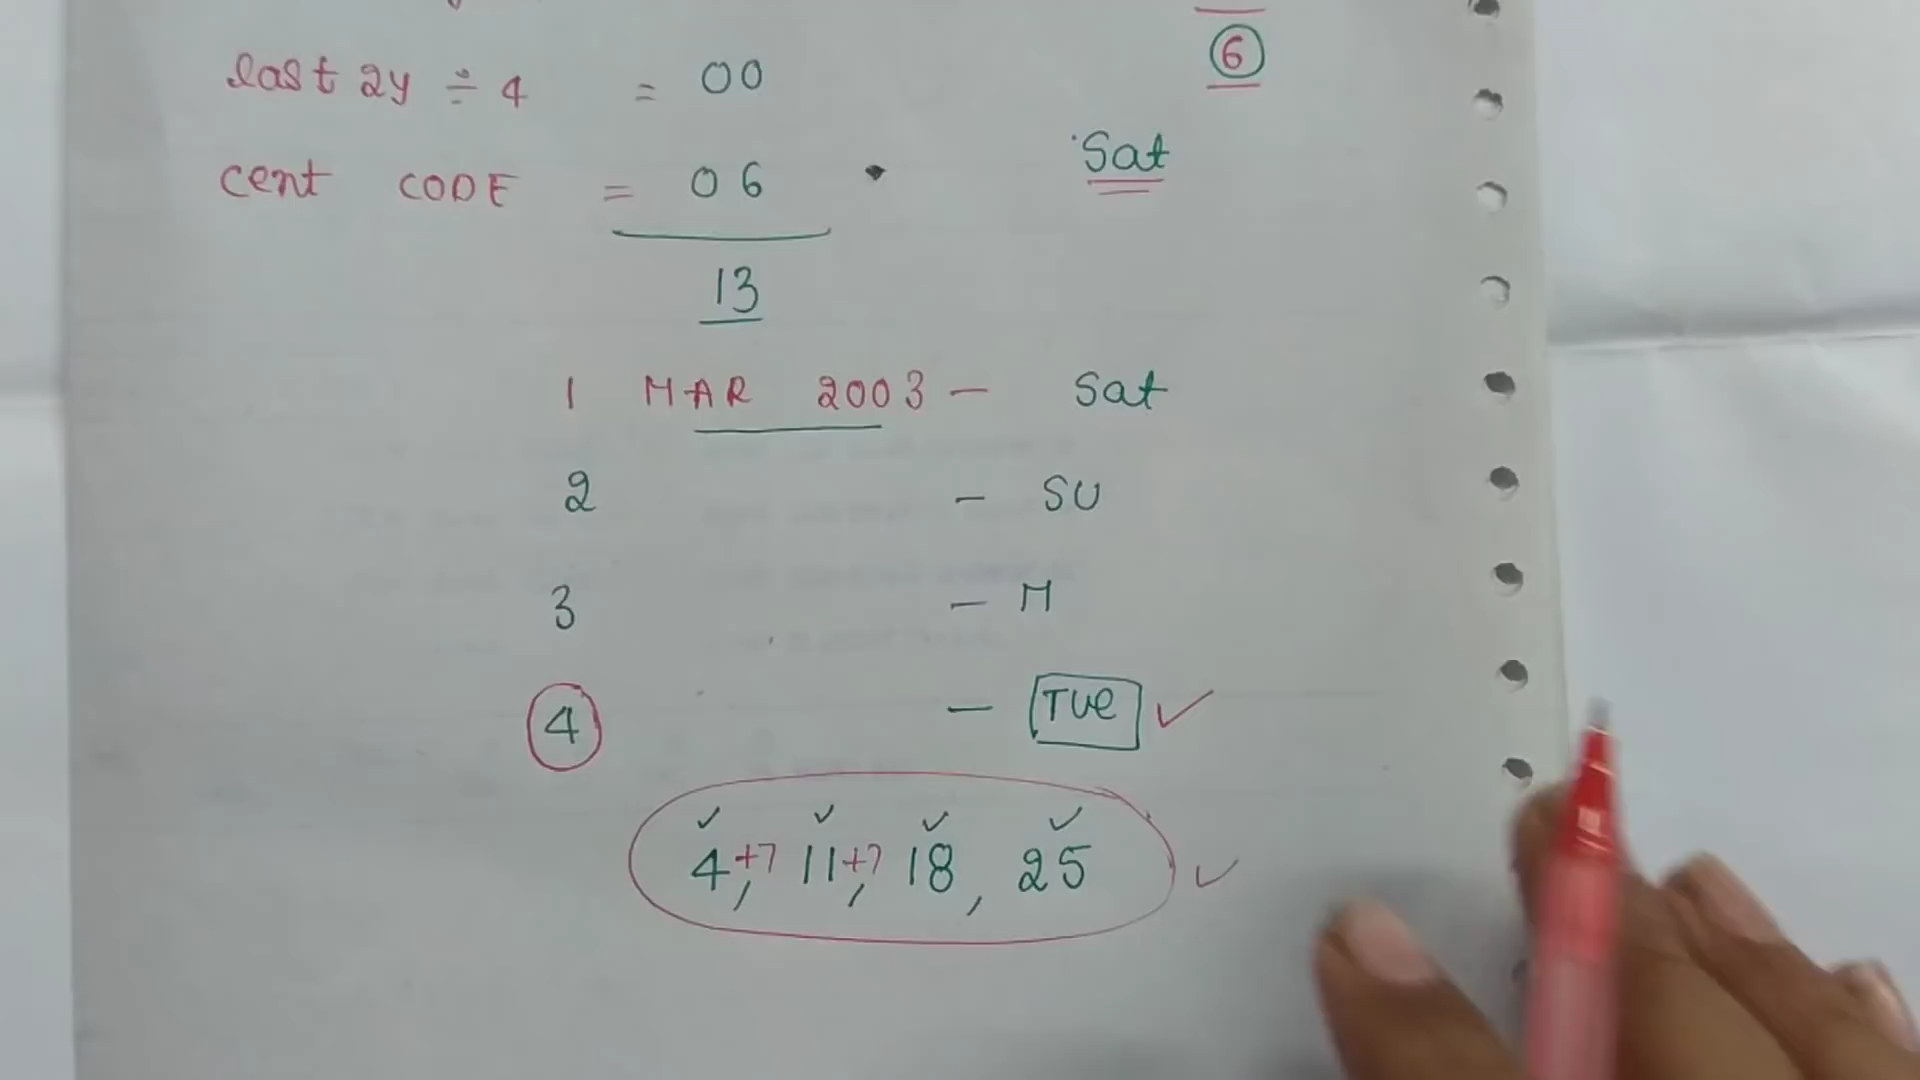 6
last 2y ÷ 4 = 00
cent CODE = 06
Sat
13
1 MAR 2003 - Sat
2 - SU
3 - M
4 - Tue ✓
✓ ✓ ✓ ✓
4, +7 11, +7 18, 25 ✓